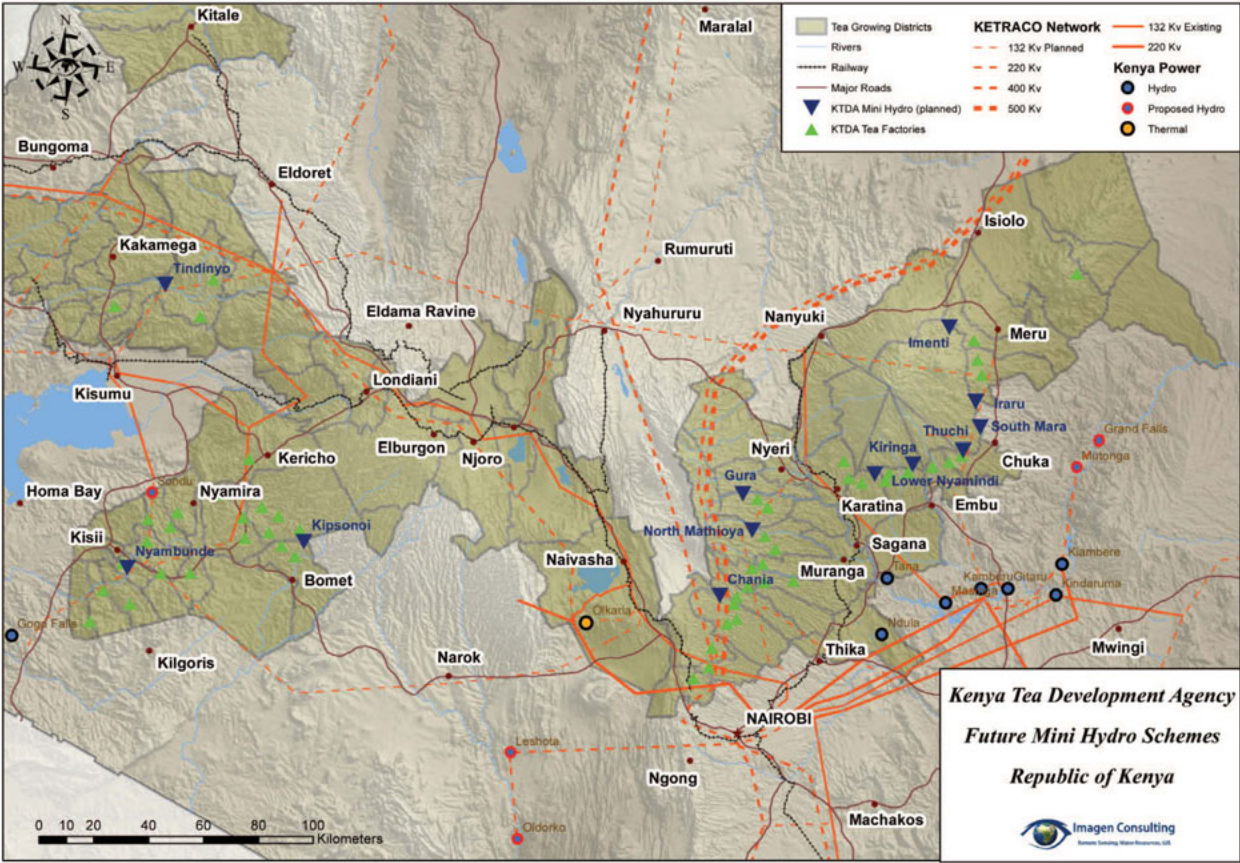 Kitale
Maralal
N
W E
S
Tea Growing Districts
Rivers
Railway
Major Roads
KTDA Mini Hydro (planned)
KTDA Tea Factories
KETRACO Network
132 Kv Planned
220 Kv
400 Kv
500 Kv
132 Kv Existing
220 Kv
Kenya Power
Hydro
Proposed Hydro
Thermal
Bungoma
Eldoret
Isiolo
Kakamega
Rumuruti
Tindinyo
Eldama Ravine
Nyahururu
Nanyuki
Meru
Imenti
Kisumu
Londiani
Iraru
South Mara
Thuchi
Grand Falls
Elburgon
Njoro
Nyeri
Kiringa
Chuka
Mutonga
Kericho
Gura
Lower Nyamindi
Sondu
Homa Bay
Nyamira
Karatina
Embu
Kipsonoi
North Mathioya
Kisii
Sagana
Nyambunde
Naivasha
Muranga
Kiambere
Bomet
Tana
Kamberu
Gitaru
Kindaruma
Chania
Masinga
Olkaria
Gogo Falls
Ndula
Mwingi
Kilgoris
Narok
Thika
NAIROBI
Leshota
Ngong
Machakos
Oldorko
0 10 20 40 60 80 100
Kilometers
Kenya Tea Development Agency
Future Mini Hydro Schemes
Republic of Kenya
Imagen Consulting
Remote Sensing, Water Resources, GIS